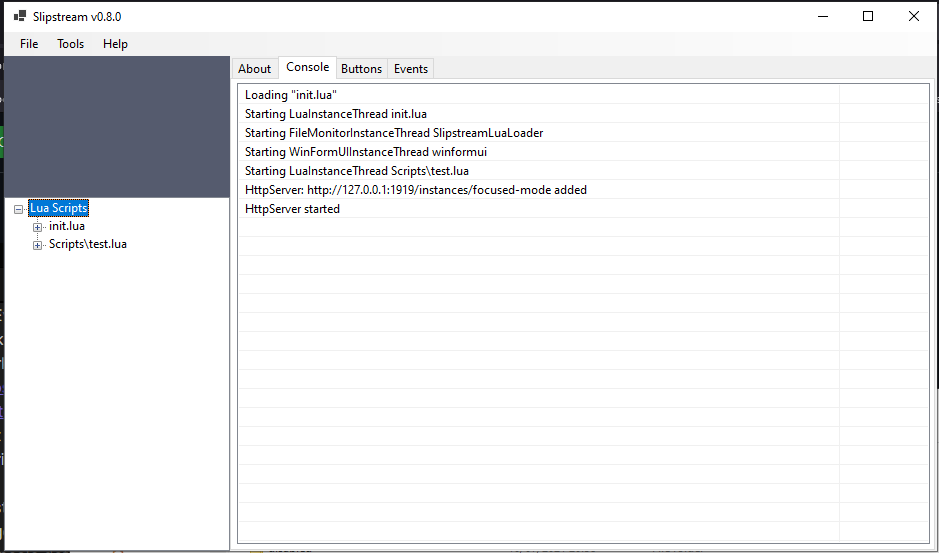 Slipstream v0.8.0
File Tools Help
About Console Buttons Events
Loading "init.lua"
Starting LuaInstanceThread init.lua
Starting FileMonitorInstanceThread SlipstreamLuaLoader
Starting WinFormUIInstanceThread winformui
Starting LuaInstanceThread Scripts\test.lua
HttpServer: http://127.0.0.1:1919/instances/focused-mode added
HttpServer started
Lua Scripts
init.lua
Scripts\test.lua